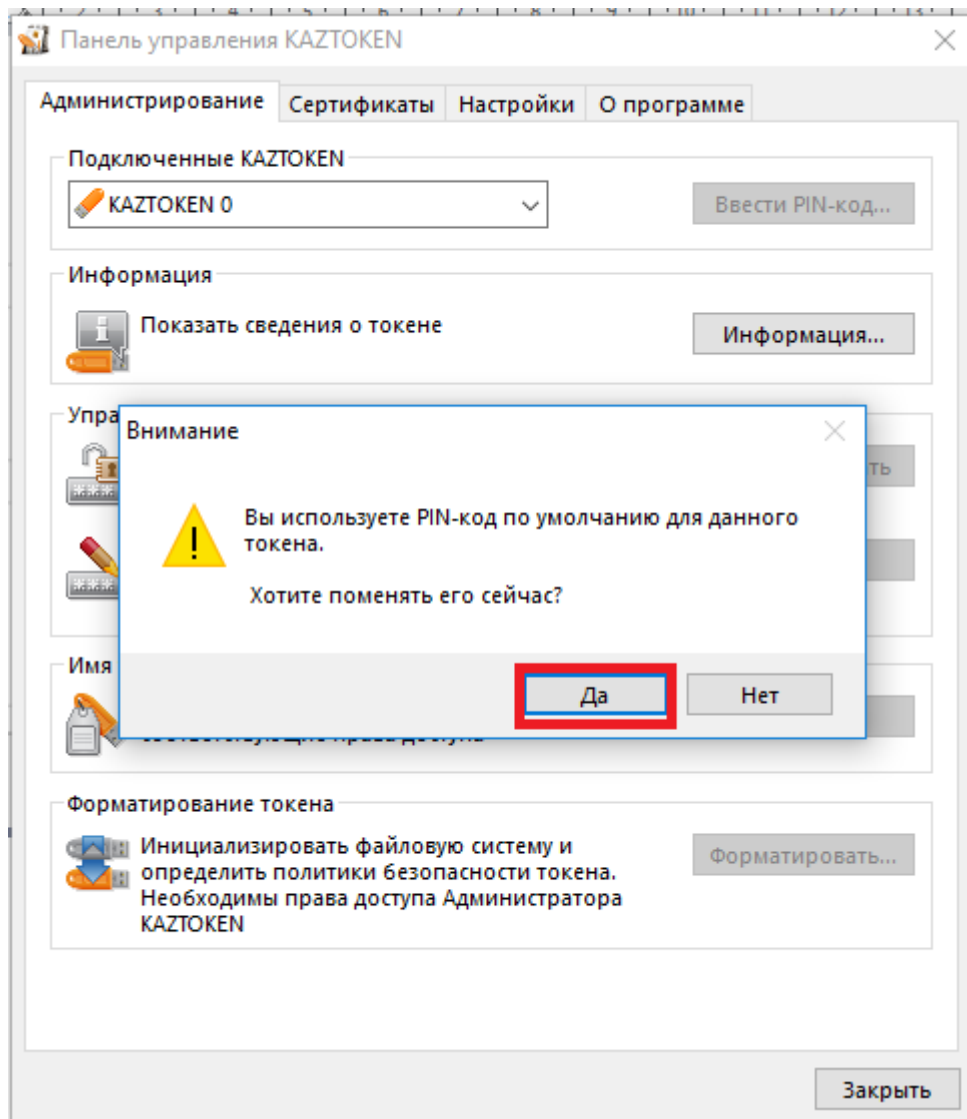 Панель управления KAZTOKEN
Администрирование Сертификаты Настройки О программе
Подключенные KAZTOKEN
KAZTOKEN 0
Ввести PIN-код...
Информация
Показать сведения о токене
Информация...
Внимание
Вы используете PIN-код по умолчанию для данного
токена.
Хотите поменять его сейчас?
Да Нет
Имя
Форматирование токена
Инициализировать файловую систему и
определить политики безопасности токена.
Необходимы права доступа Администратора
KAZTOKEN
Форматировать...
Закрыть